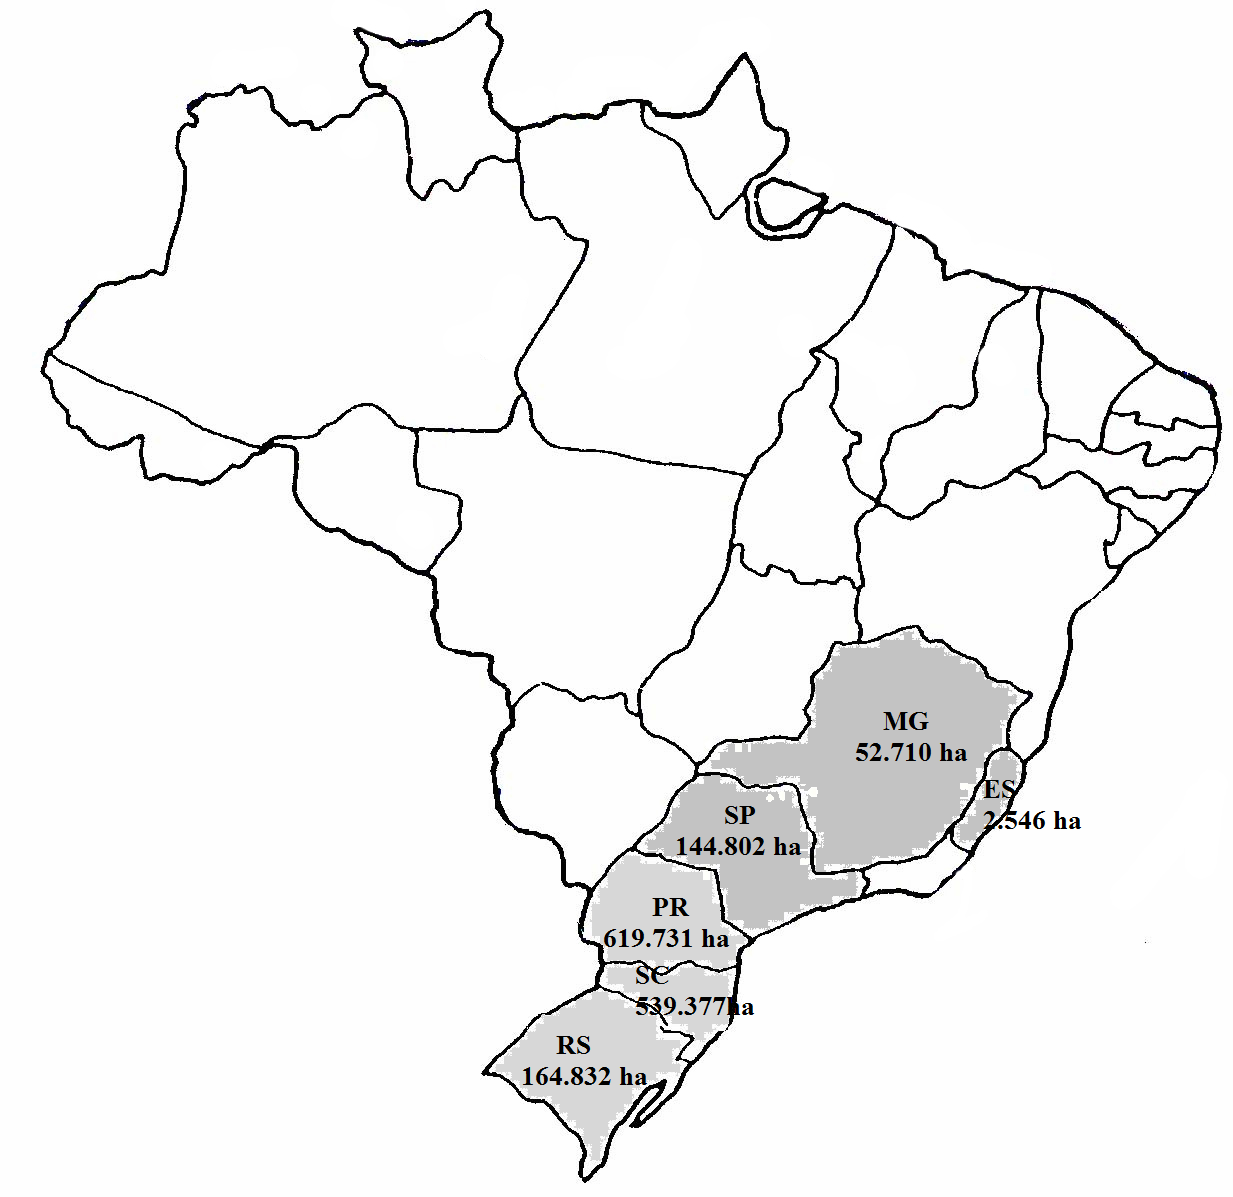 MG
52.710 ha
ES
2.546 ha
SP
144.802 ha
PR
619.731 ha
SC
539.377ha
RS
164.832 ha